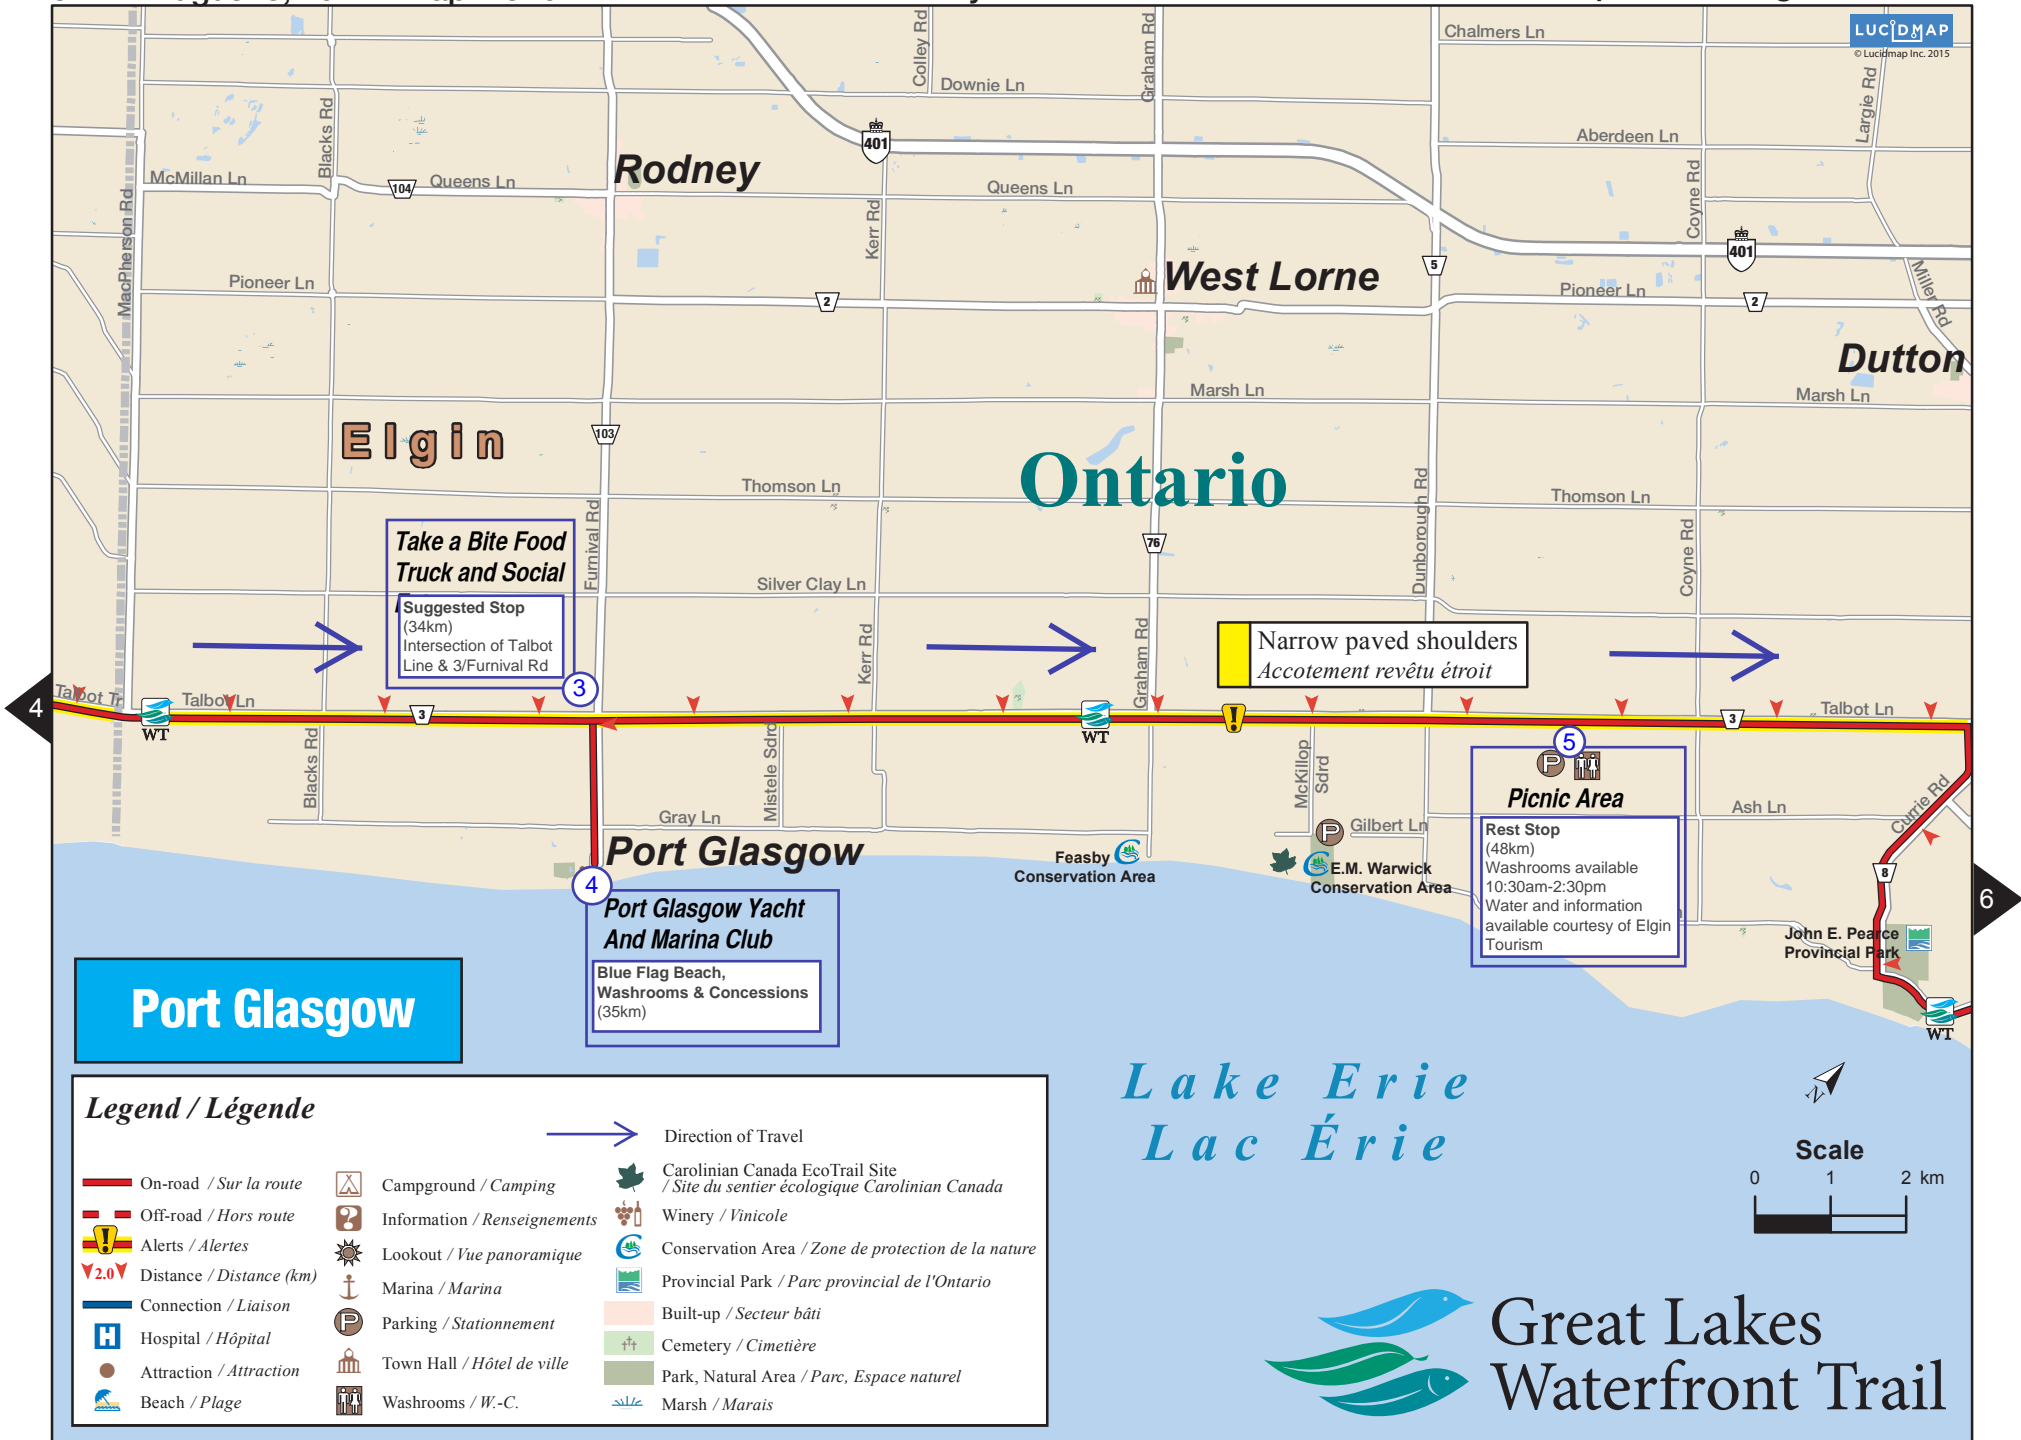 LUCIDMAP
© Lucidmap Inc. 2015
Chalmers Ln
Colley Rd
Graham Rd
Largie Rd
Downie Ln
Blacks Rd
401
Aberdeen Ln
Rodney
McMillan Ln
104
Queens Ln
Queens Ln
Coyne Rd
MacPherson Rd
Kerr Rd
401
Pioneer Ln
2
West Lorne
5
Pioneer Ln
2
Miller Rd
Dutton
Marsh Ln
Marsh Ln
Elgin
103
Ontario
Thomson Ln
Thomson Ln
Furnival Rd
76
Dunborough Rd
Coyne Rd
Take a Bite Food
Truck and Social
Suggested Stop
(34km)
Intersection of Talbot
Line & 3/Furnival Rd
3
Silver Clay Ln
Kerr Rd
Graham Rd
Narrow paved shoulders
Accotement revêtu étroit
4
Talbot Tr
Talbot Ln
WT
3
WT
!
3
Talbot Ln
Blacks Rd
Mistele Sdrd
McKillop
Sdrd
5
P
Picnic Area
Rest Stop
(48km)
Washrooms available
10:30am-2:30pm
Water and information
available courtesy of Elgin
Tourism
Gray Ln
Ash Ln
Currie Rd
Gilbert Ln
P
Port Glasgow
Feasby
Conservation Area
E.M. Warwick
Conservation Area
8
6
4
Port Glasgow Yacht
And Marina Club
Blue Flag Beach,
Washrooms & Concessions
(35km)
John E. Pearce
Provincial Park
WT
Port Glasgow
Lake Erie
Lac Érie
N
Scale
0 1 2 km
Legend / Légende
Direction of Travel
On-road / Sur la route
Off-road / Hors route
! Alerts / Alertes
2.0 Distance / Distance (km)
Connection / Liaison
H Hospital / Hôpital
Attraction / Attraction
Beach / Plage
Campground / Camping
? Information / Renseignements
Lookout / Vue panoramique
Marina / Marina
P Parking / Stationnement
Town Hall / Hôtel de ville
Washrooms / W.-C.
Carolinian Canada EcoTrail Site
/ Site du sentier écologique Carolinian Canada
Winery / Vinicole
Conservation Area / Zone de protection de la nature
Provincial Park / Parc provincial de l'Ontario
Built-up / Secteur bâti
Cemetery / Cimetière
Park, Natural Area / Parc, Espace naturel
Marsh / Marais
Great Lakes
Waterfront Trail